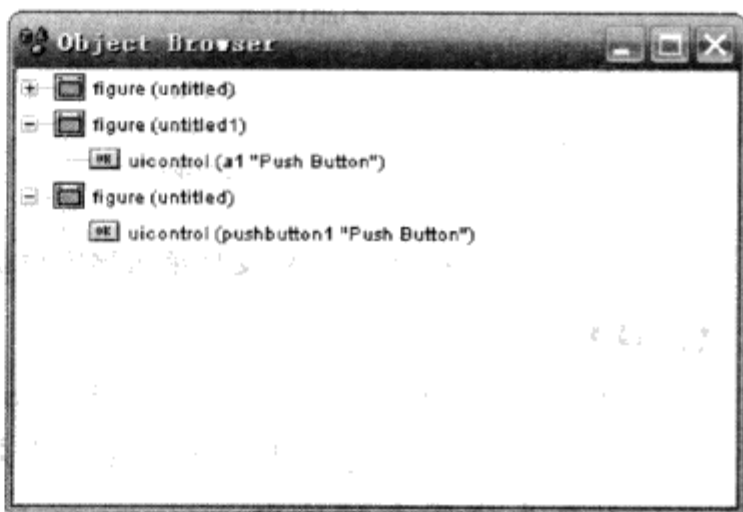 Object Browser
figure (untitled)
figure (untitled1)
uicontrol (a1 "Push Button")
figure (untitled)
uicontrol (pushbutton1 "Push Button")